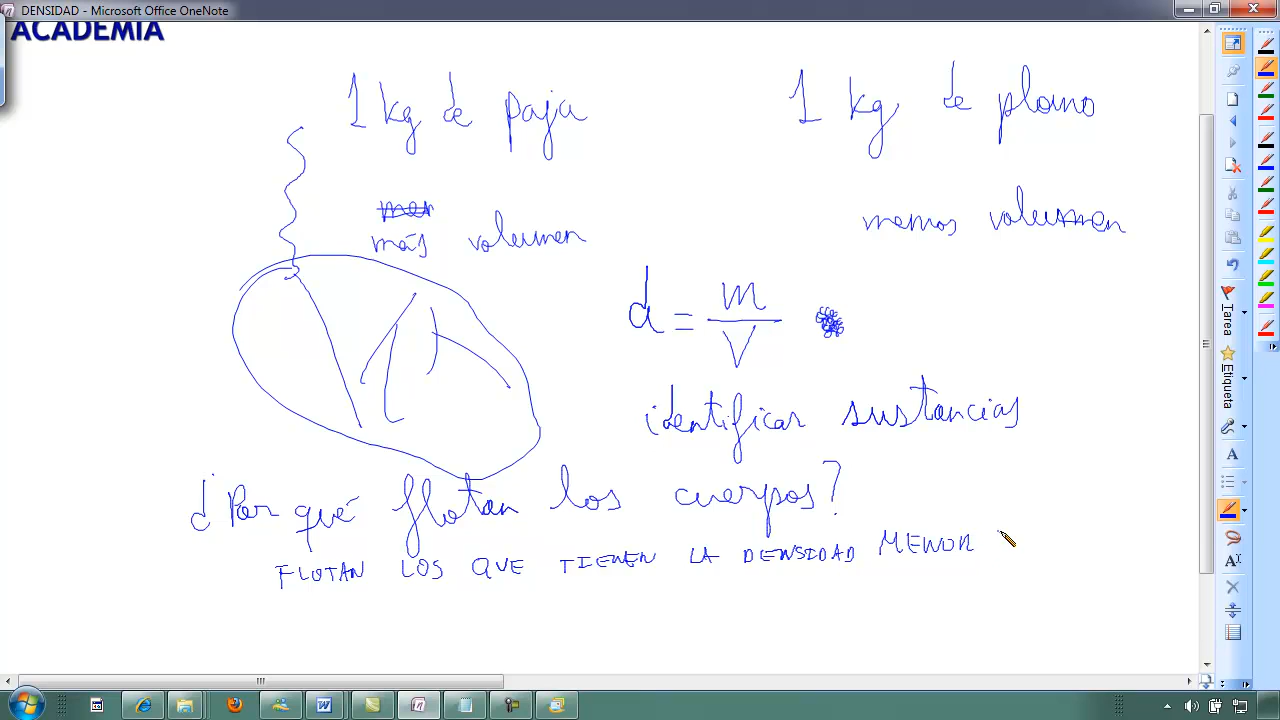 DENSIDAD - Microsoft Office OneNote
ACADEMIA
1 kg de paja
1 kg de plomo
más volumen
menos volumen
d = m
V
identificar sustancias
¿Por qué flotan los cuerpos?
FLOTAN LOS QUE TIENEN LA DENSIDAD MENOR
Tarea
Etiqueta